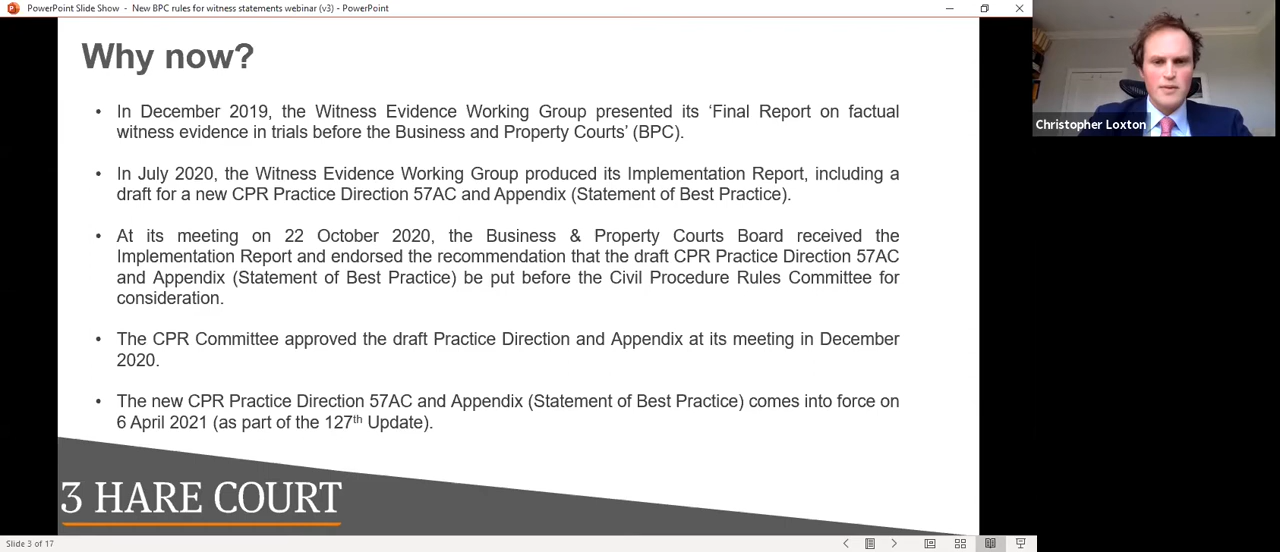 PowerPoint Slide Show - New BPC rules for witness statements webinar (v3) - PowerPoint
Why now?
• In December 2019, the Witness Evidence Working Group presented its ‘Final Report on factual
witness evidence in trials before the Business and Property Courts’ (BPC).
• In July 2020, the Witness Evidence Working Group produced its Implementation Report, including a
draft for a new CPR Practice Direction 57AC and Appendix (Statement of Best Practice).
• At its meeting on 22 October 2020, the Business & Property Courts Board received the
Implementation Report and endorsed the recommendation that the draft CPR Practice Direction 57AC
and Appendix (Statement of Best Practice) be put before the Civil Procedure Rules Committee for
consideration.
• The CPR Committee approved the draft Practice Direction and Appendix at its meeting in December
2020.
• The new CPR Practice Direction 57AC and Appendix (Statement of Best Practice) comes into force on
6 April 2021 (as part of the 127th Update).
3 HARE COURT
Slide 3 of 17
Christopher Loxton